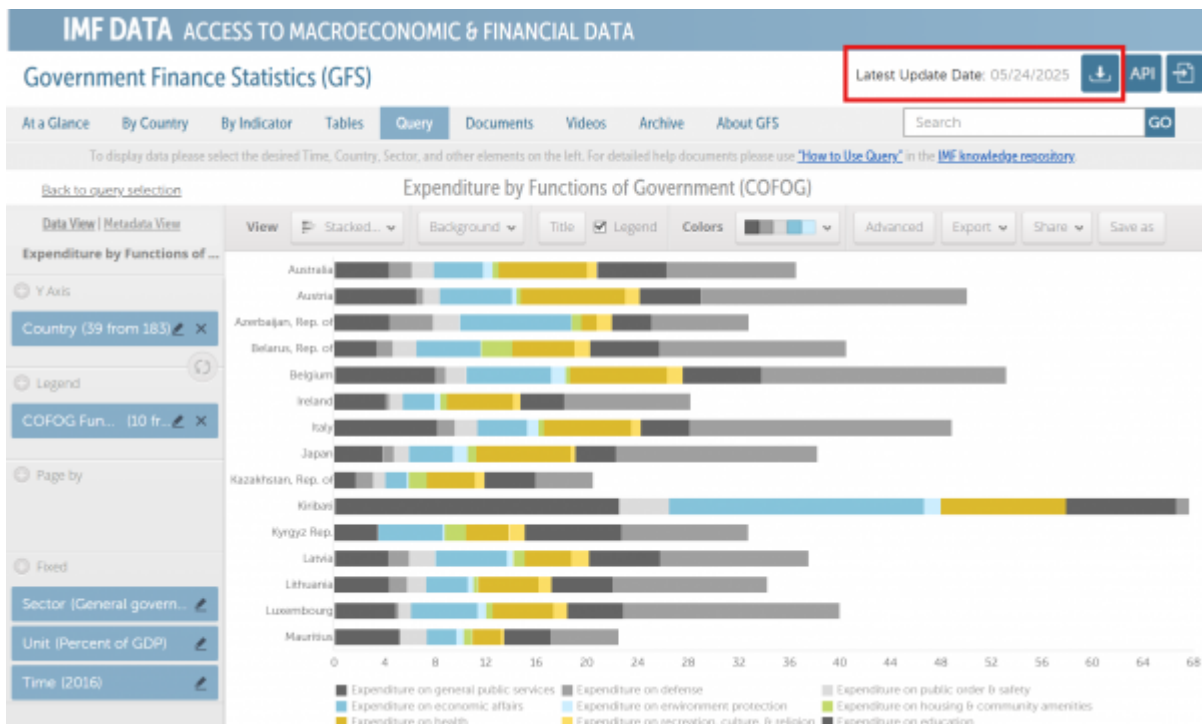 IMF DATA ACCESS TO MACROECONOMIC & FINANCIAL DATA
Government Finance Statistics (GFS)
Latest Update Date: 05/24/2025
API
At a Glance By Country By Indicator Tables Query Documents Videos Archive About GFS
Search GO
To display data please select the desired Time, Country, Sector, and other elements on the left. For detailed help documents please use "How to Use Query" in the IMF knowledge repository.
Back to query selection
Expenditure by Functions of Government (COFOG)
Data View | Metadata View
View Stacked... Background Title Legend Colors Advanced Export Share Save as
Expenditure by Functions of ...
Y Axis
Country (39 from 183)
Legend
COFOG Fun... (10 fr...
Page by
Fixed
Sector (General govern...
Unit (Percent of GDP)
Time (2016)
Australia
Austria
Azerbaijan, Rep. of
Belarus, Rep. of
Belgium
Ireland
Italy
Japan
Kazakhstan, Rep. of
Kiribati
Kyrgyz Rep.
Latvia
Lithuania
Luxembourg
Mauritius
0 4 8 12 16 20 24 28 32 36 40 44 48 52 56 60 64 68
Expenditure on general public services Expenditure on defense Expenditure on public order & safety
Expenditure on economic affairs Expenditure on environment protection Expenditure on housing & community amenities
Expenditure on health Expenditure on recreation, culture, & religion Expenditure on education